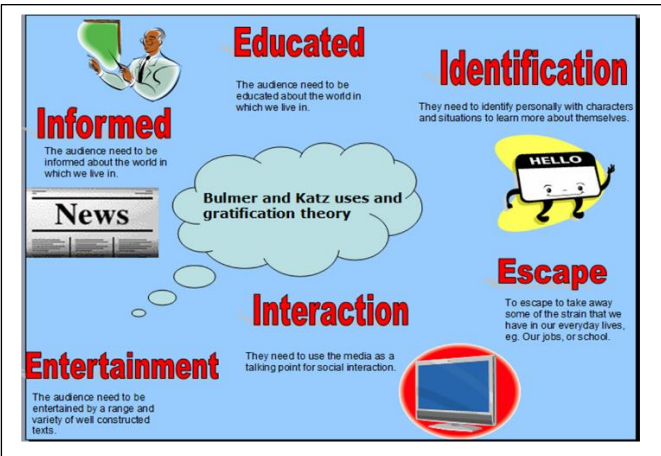 Educated
The audience need to be
educated about the world in
which we live in.
Identification
They need to identify personally with characters
and situations to learn more about themselves.
Informed
The audience need to be
informed about the world in
which we live in.
HELLO
News
Bulmer and Katz uses and
gratification theory
Escape
To escape to take away
some of the strain that we
have in our everyday lives,
eg. Our jobs, or school.
Interaction
They need to use the media as a
talking point for social interaction.
Entertainment
The audience need to be
entertained by a range and
variety of well constructed
texts.